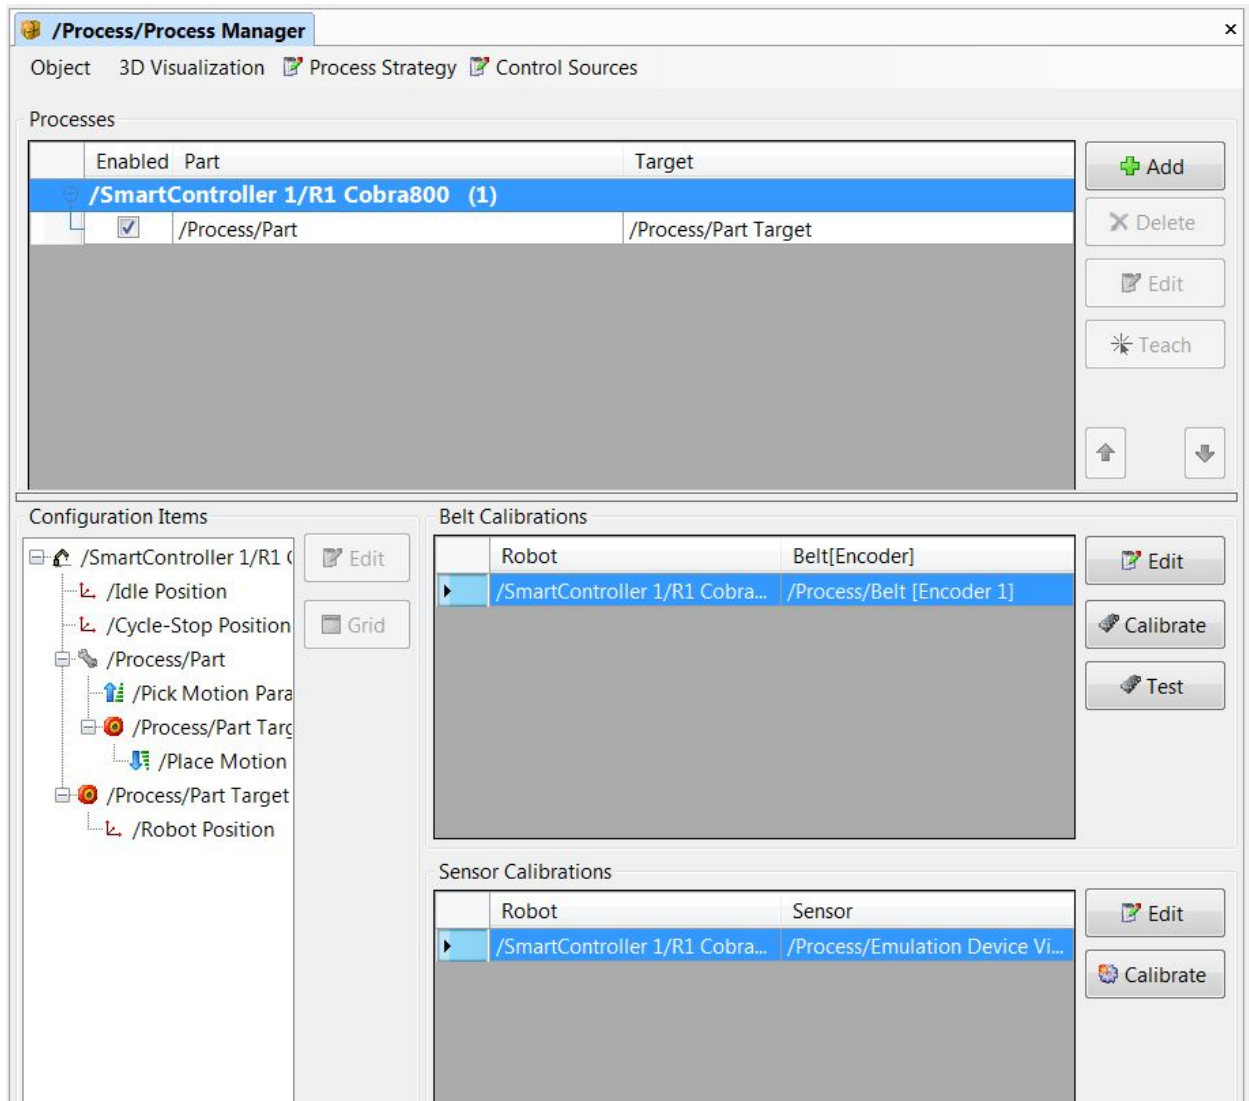 /Process/Process Manager
Object 3D Visualization Process Strategy Control Sources
Processes
Enabled Part Target
/SmartController 1/R1 Cobra800 (1)
/Process/Part /Process/Part Target
Add
Delete
Edit
Teach
Configuration Items
/SmartController 1/R1 (
/Idle Position
/Cycle-Stop Position
/Process/Part
/Pick Motion Para
/Process/Part Targ
/Place Motion
/Process/Part Target
/Robot Position
Edit
Grid
Belt Calibrations
Robot Belt[Encoder]
/SmartController 1/R1 Cobra... /Process/Belt [Encoder 1]
Edit
Calibrate
Test
Sensor Calibrations
Robot Sensor
/SmartController 1/R1 Cobra... /Process/Emulation Device Vi...
Edit
Calibrate